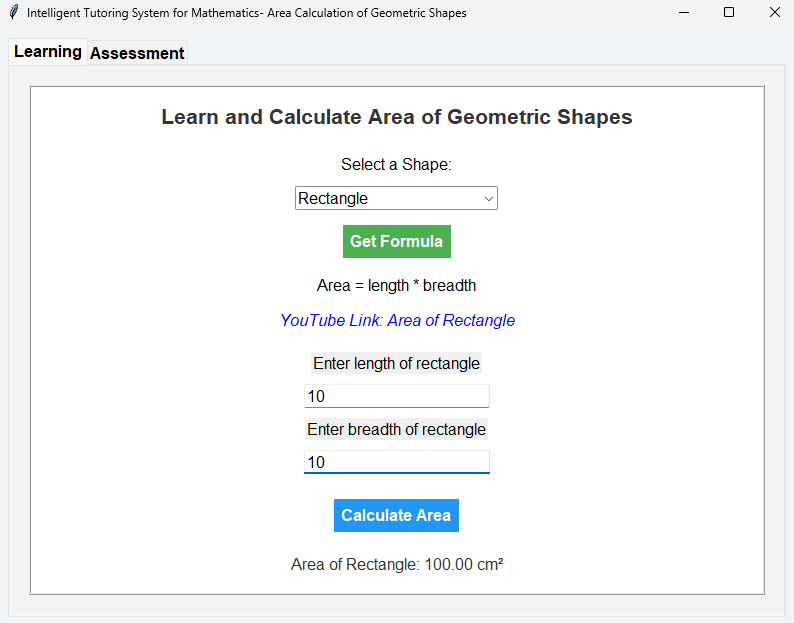 Intelligent Tutoring System for Mathematics- Area Calculation of Geometric Shapes
Learning Assessment
Learn and Calculate Area of Geometric Shapes
Select a Shape:
Rectangle
Get Formula
Area = length * breadth
YouTube Link: Area of Rectangle
Enter length of rectangle
10
Enter breadth of rectangle
10
Calculate Area
Area of Rectangle: 100.00 cm²